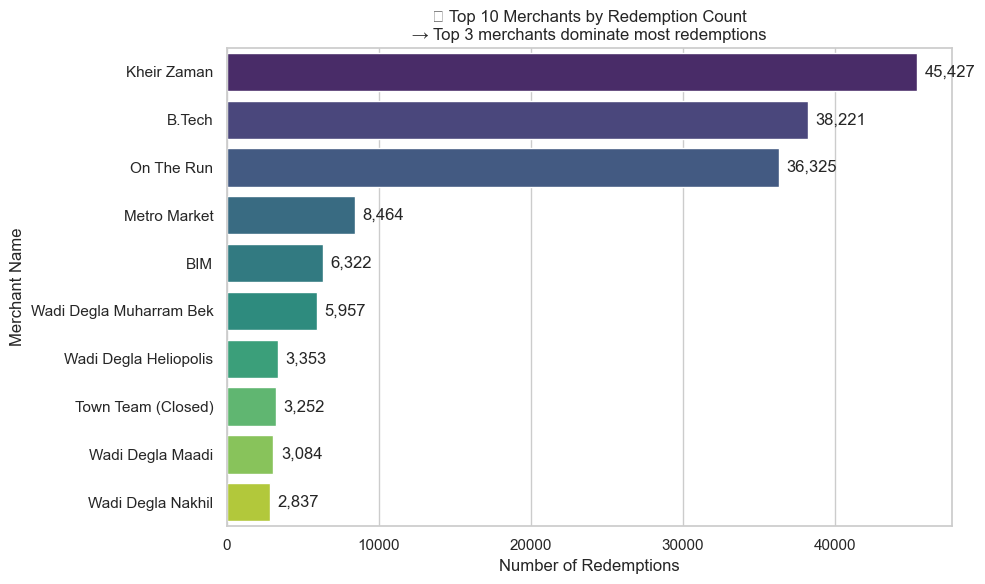 Top 10 Merchants by Redemption Count
→ Top 3 merchants dominate most redemptions
Merchant Name
Kheir Zaman 45,427
B.Tech 38,221
On The Run 36,325
Metro Market 8,464
BIM 6,322
Wadi Degla Muharram Bek 5,957
Wadi Degla Heliopolis 3,353
Town Team (Closed) 3,252
Wadi Degla Maadi 3,084
Wadi Degla Nakhil 2,837
0 10000 20000 30000 40000
Number of Redemptions